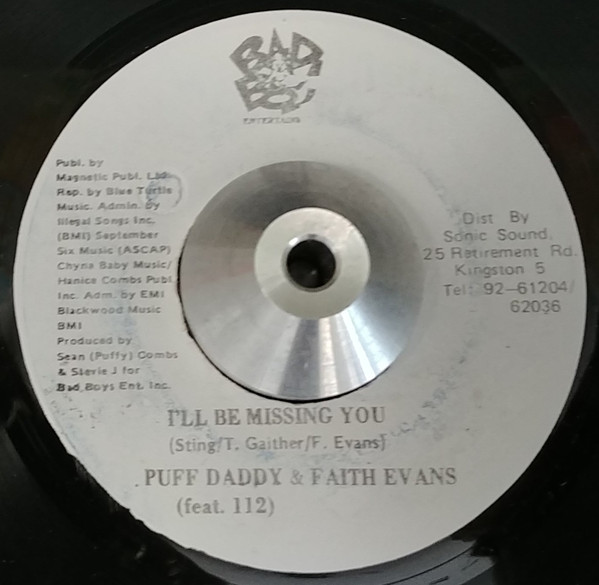 BAD
BOY
ENTERTAINM
Publ. by
Magnetic Publ. Ltd.
Rep. by Blue Turtle
Music. Admin. by
Illegal Songs Inc.
(BMI) September
Six Music (ASCAP)
Chyna Baby Music/
Hanice Combs Publ.
Inc. Adm. by EMI
Blackwood Music
BMI
Produced by
Sean (Puffy) Combs
& Stevie J for
Bad Boys Ent. Inc.
Dist By
Sonic Sound,
25 Retirement Rd.
Kingston 5
Tel: 92-61204/
62036
I'LL BE MISSING YOU
(Sting/T. Gaither/F. Evans)
PUFF DADDY & FAITH EVANS
(feat. 112)